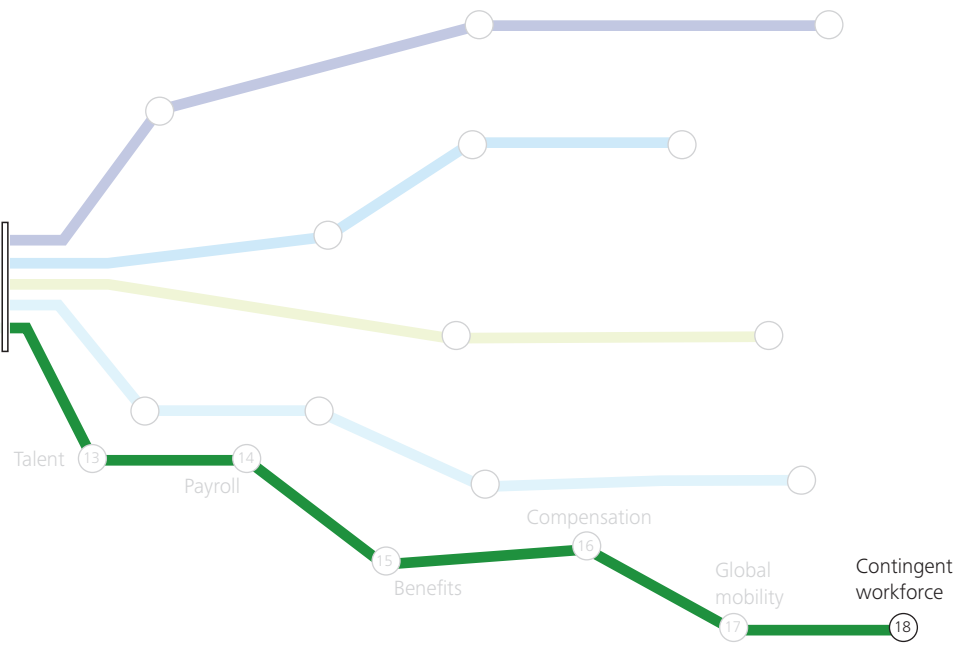 Talent
13
14
Payroll
15
Benefits
Compensation
16
Global
mobility
17
Contingent
workforce
18